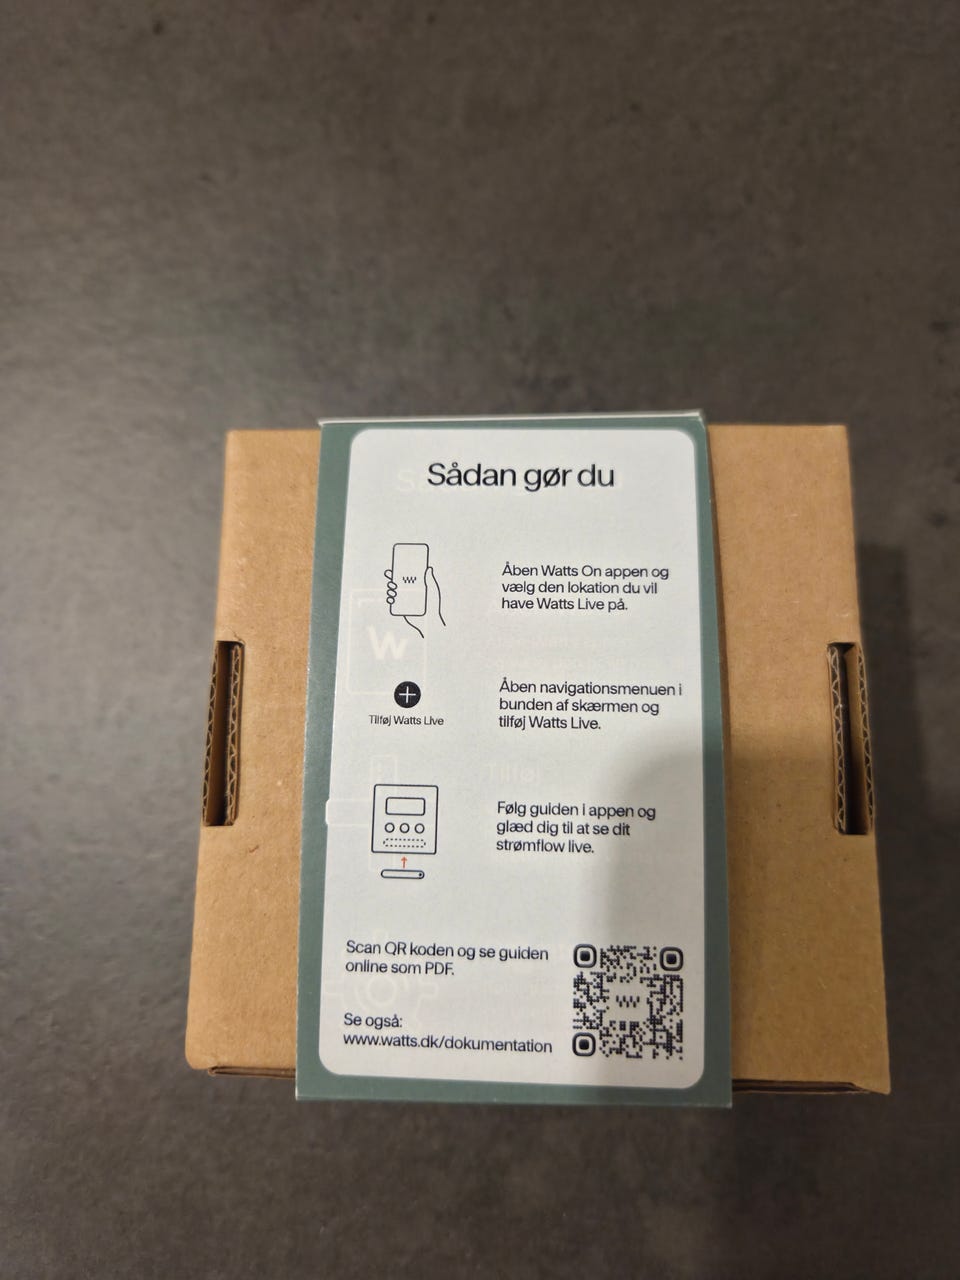 Sådan gør du
Åben Watts On appen og
vælg den lokation du vil
have Watts Live på.
Tilføj Watts Live
Åben navigationsmenuen i
bunden af skærmen og
tilføj Watts Live.
Følg guiden i appen og
glæd dig til at se dit
strømflow live.
Scan QR koden og se guiden
online som PDF.
Se også:
www.watts.dk/dokumentation